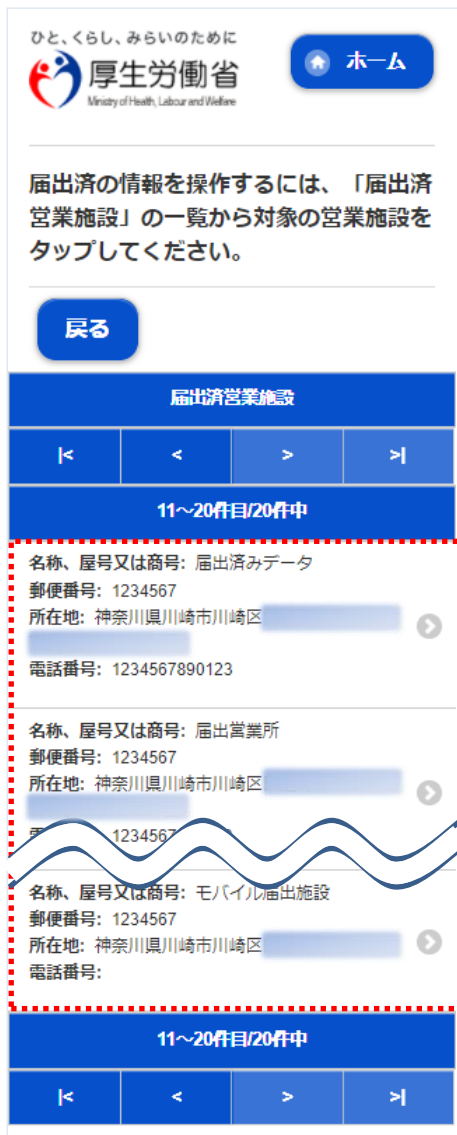 ひと、くらし、みらいのために
厚生労働省
Ministry of Health, Labour and Welfare
ホーム
届出済の情報を操作するには、「届出済
営業施設」の一覧から対象の営業施設を
タップしてください。
戻る
届出済営業施設
|< < > >|
11～20件目/20件中
名称、屋号又は商号: 届出済みデータ
郵便番号: 1234567
所在地: 神奈川県川崎市川崎区
電話番号: 1234567890123
名称、屋号又は商号: 届出営業所
郵便番号: 1234567
所在地: 神奈川県川崎市川崎区
1234567
名称、屋号又は商号: モバイル届出施設
郵便番号: 1234567
所在地: 神奈川県川崎市川崎区
電話番号:
11～20件目/20件中
|< < > >|